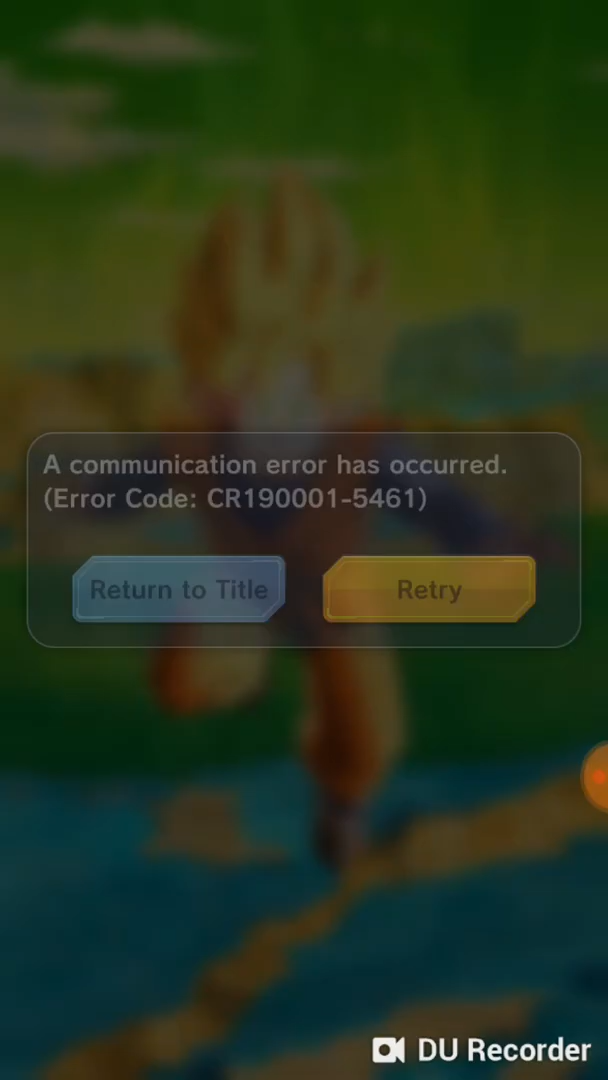 A communication error has occurred.
(Error Code: CR190001-5461)
Return to Title
Retry
DU Recorder